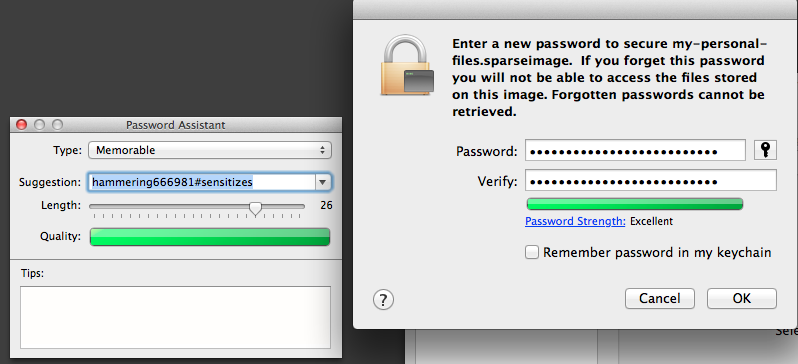 Enter a new password to secure my-personal-
files.sparseimage.  If you forget this password
you will not be able to access the files stored
on this image. Forgotten passwords cannot be
retrieved.
Password: ••••••••••••••••••••••••••
Verify: ••••••••••••••••••••••••••
Password Strength: Excellent
Remember password in my keychain
?
Cancel
OK
Password Assistant
Type: Memorable
Suggestion: hammering666981#sensitizes
Length: 26
Quality:
Tips: